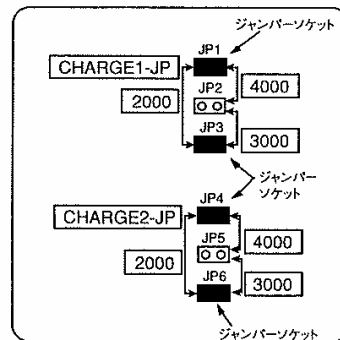 ジャンパーソケット
JP1
CHARGE1-JP
JP2
4000
2000
JP3
3000
ジャンパー
ソケット
JP4
CHARGE2-JP
JP5
4000
2000
JP6
3000
ジャンパーソケット